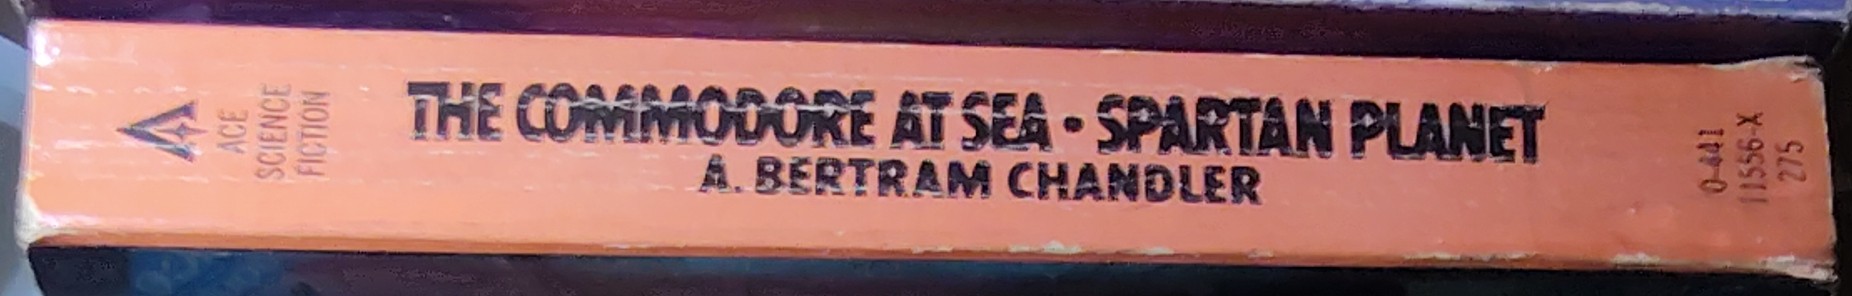 ACE
SCIENCE
FICTION
THE COMMODORE AT SEA • SPARTAN PLANET
A. BERTRAM CHANDLER
0-441
11556-X
275